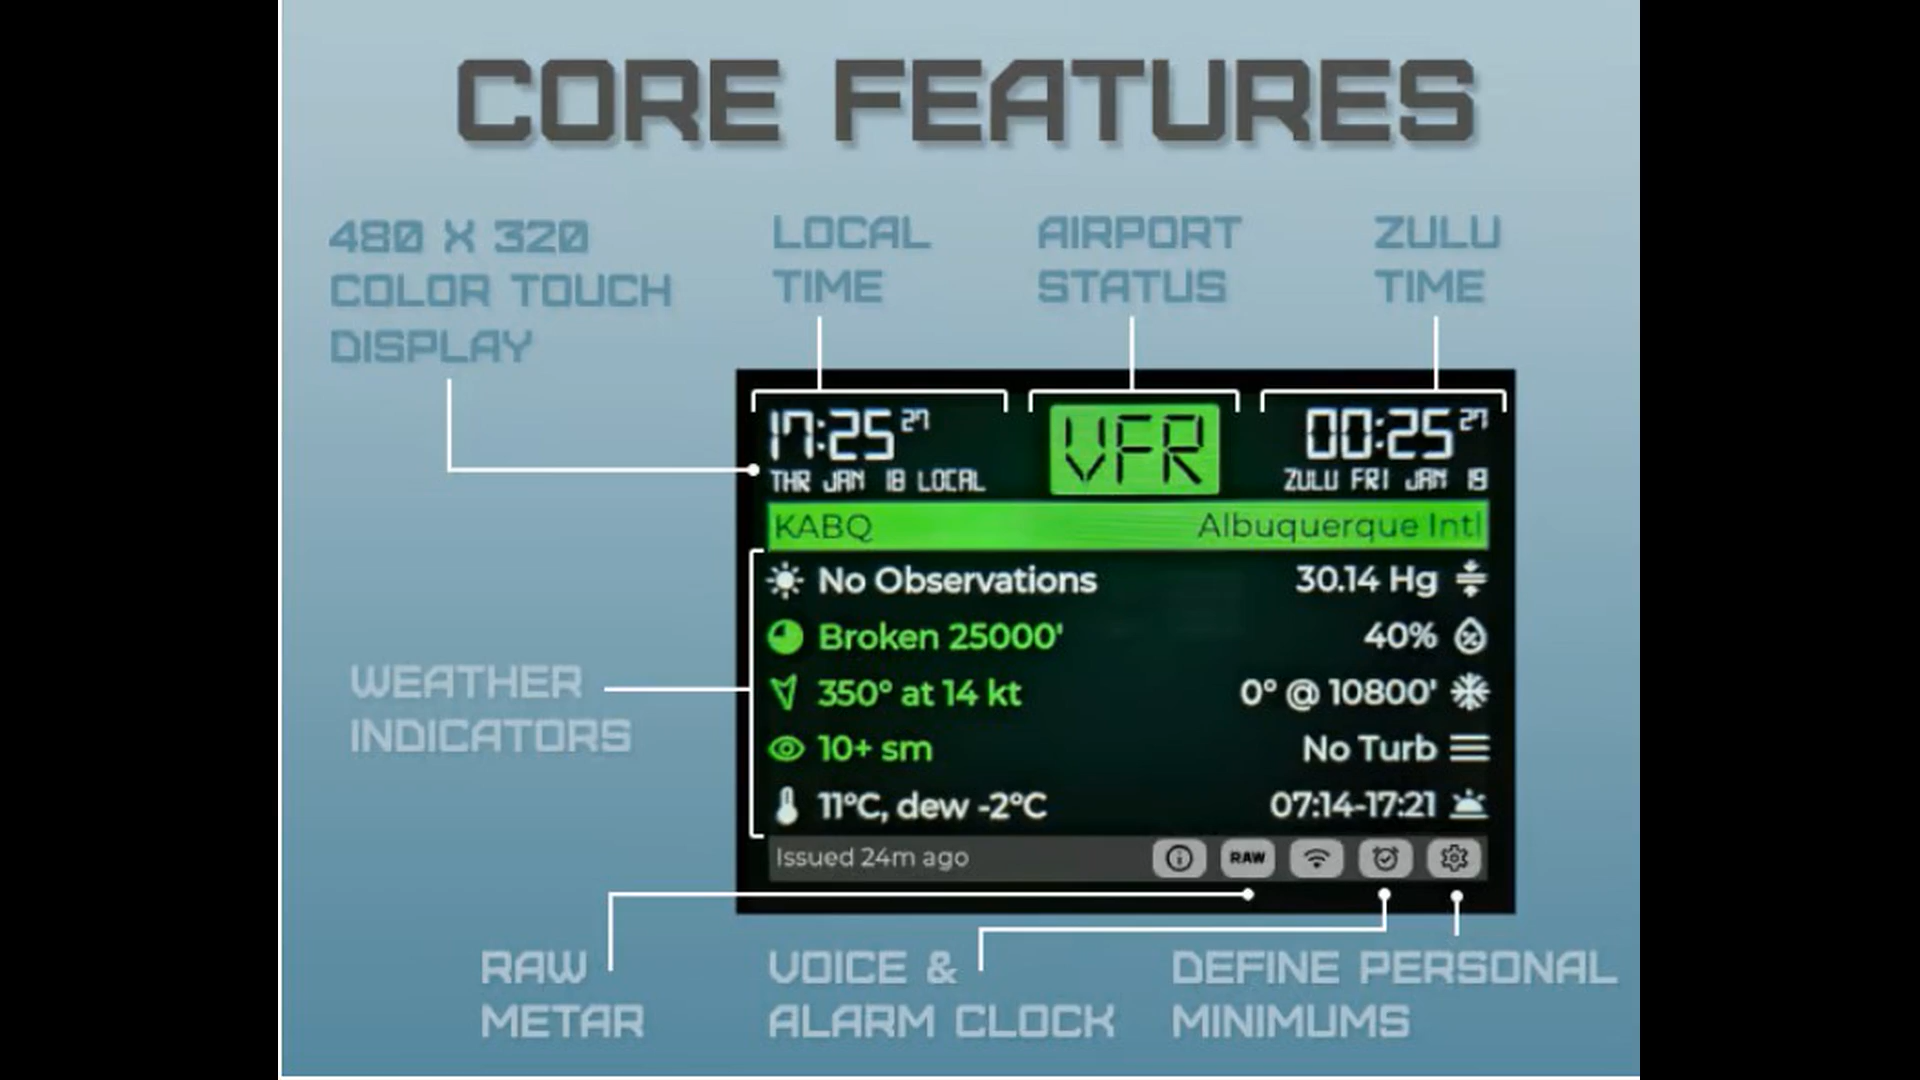 CORE FEATURES
480 X 320
COLOR TOUCH
DISPLAY
LOCAL
TIME
AIRPORT
STATUS
ZULU
TIME
17:25 27
THR JAN 18 LOCAL
VFR
00:25 27
ZULU FRI JAN 19
KABQ
Albuquerque Intl
No Observations
30.14 Hg
Broken 25000'
40%
350° at 14 kt
0° @ 10800'
10+ sm
No Turb
11°C, dew -2°C
07:14-17:21
Issued 24m ago
RAW
WEATHER
INDICATORS
RAW
METAR
VOICE &
ALARM CLOCK
DEFINE PERSONAL
MINIMUMS